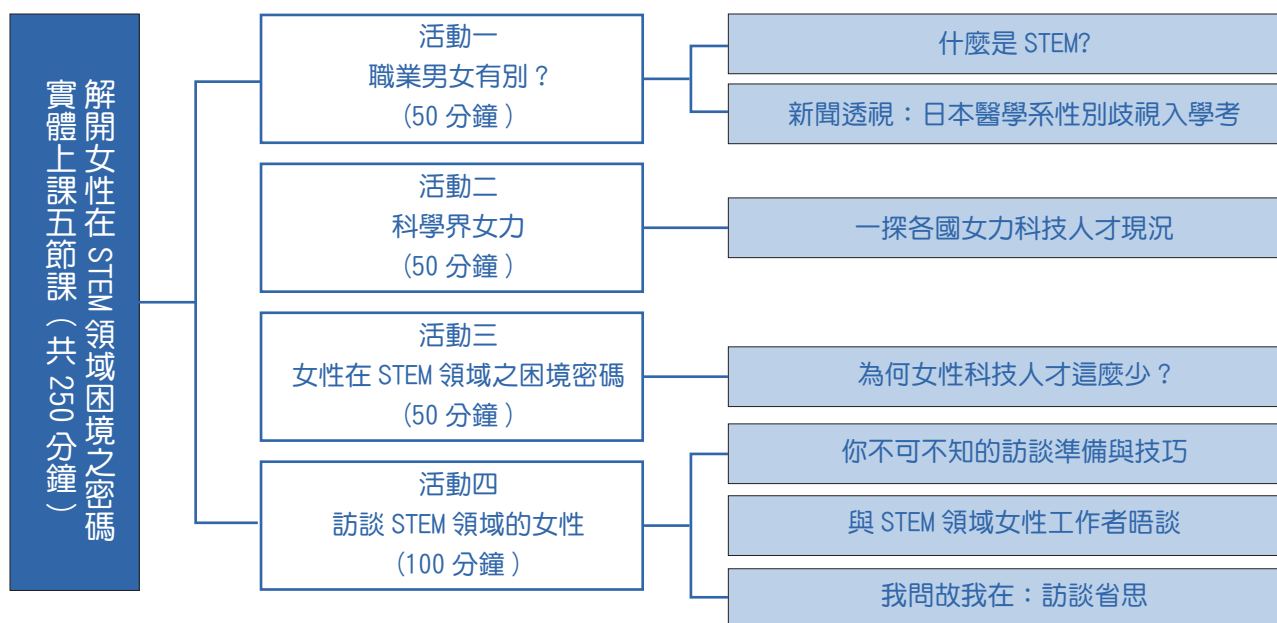 解開女性在 STEM 領域困境之密碼
實體上課五節課（共 250 分鐘）
活動一
職業男女有別？
(50 分鐘)
什麼是 STEM?
新聞透視：日本醫學系性別歧視入學考
活動二
科學界女力
(50 分鐘)
一探各國女力科技人才現況
活動三
女性在 STEM 領域之困境密碼
(50 分鐘)
為何女性科技人才這麼少？
活動四
訪談 STEM 領域的女性
(100 分鐘)
你不可不知的訪談準備與技巧
與 STEM 領域女性工作者晤談
我問故我在：訪談省思